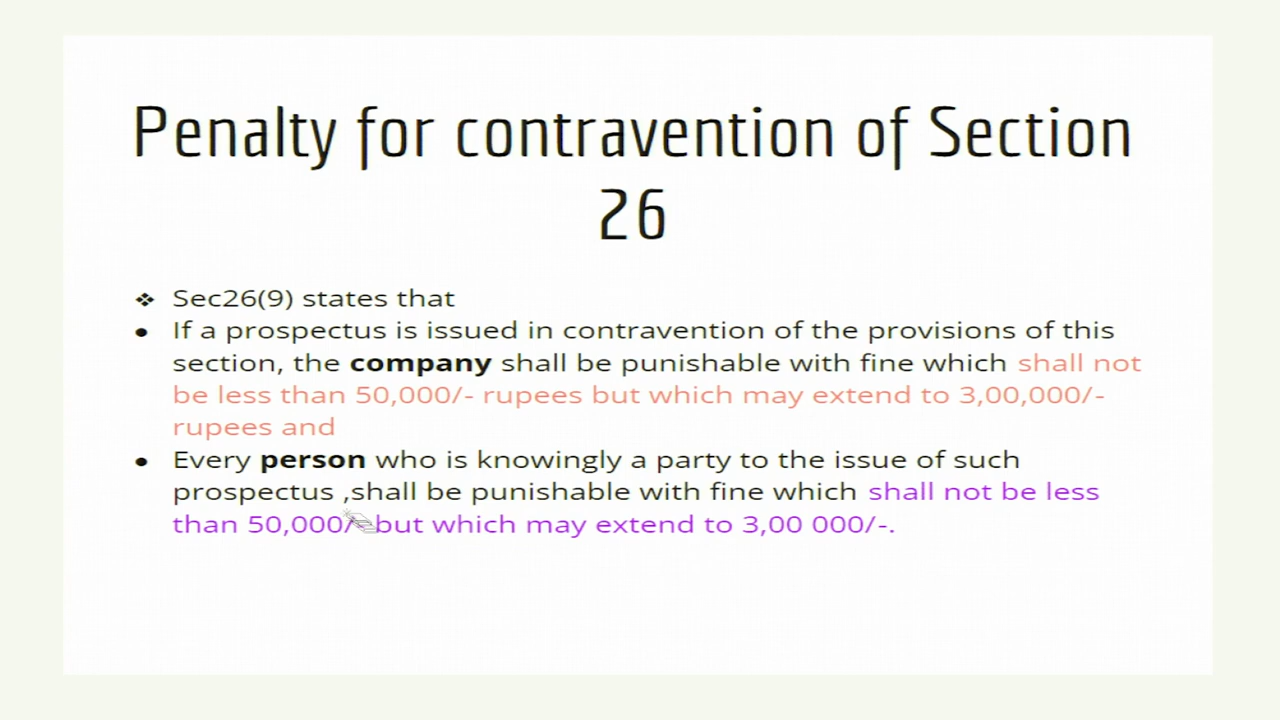 Penalty for contravention of Section
26
❖ Sec26(9) states that
● If a prospectus is issued in contravention of the provisions of this
section, the company shall be punishable with fine which shall not
be less than 50,000/- rupees but which may extend to 3,00,000/-
rupees and
● Every person who is knowingly a party to the issue of such
prospectus ,shall be punishable with fine which shall not be less
than 50,000/- but which may extend to 3,00 000/-.